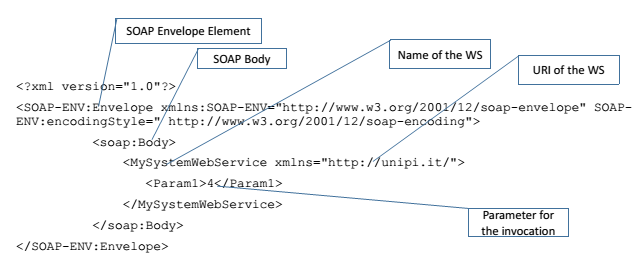 SOAP Envelope Element
SOAP Body
Name of the WS
URI of the WS
<?xml version="1.0"?>
<SOAP-ENV:Envelope xmlns:SOAP-ENV="http://www.w3.org/2001/12/soap-envelope" SOAP-
ENV:encodingStyle=" http://www.w3.org/2001/12/soap-encoding">
<soap:Body>
<MySystemWebService xmlns="http://unipi.it/">
<Param1>4</Param1>
</MySystemWebService>
Parameter for
the invocation
</soap:Body>
</SOAP-ENV:Envelope>